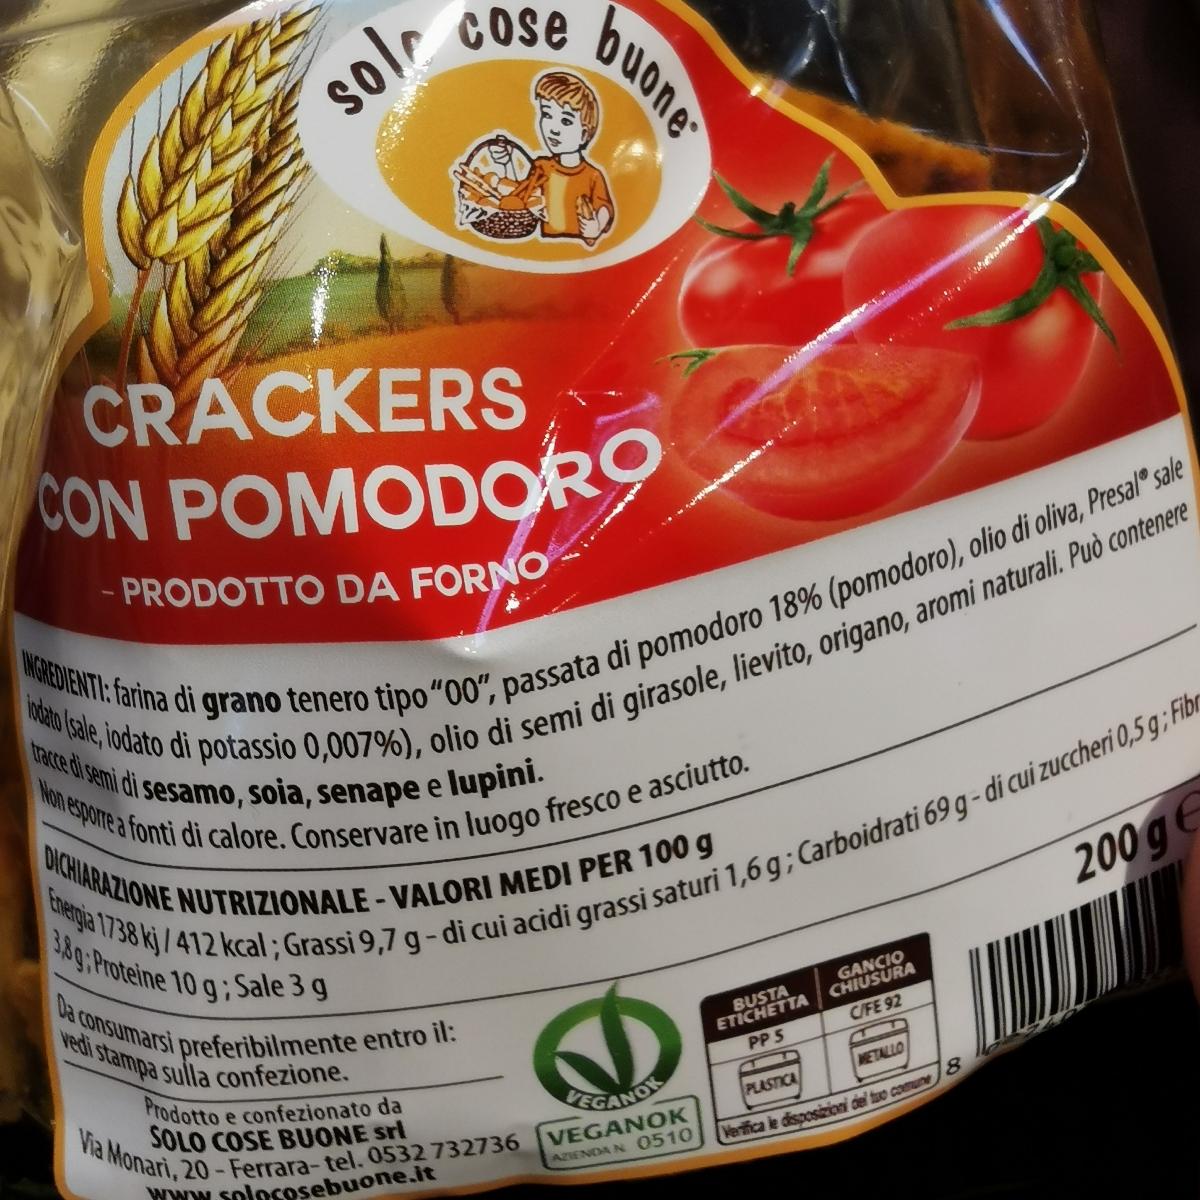 solo cose buone®
CRACKERS
CON POMODORO
- PRODOTTO DA FORNO -
INGREDIENTI: farina di grano tenero tipo "00", passata di pomodoro 18% (pomodoro), olio di oliva, Presal® sale
iodato (sale, iodato di potassio 0,007%), olio di semi di girasole, lievito, origano, aromi naturali. Può contenere
tracce di semi di sesamo, soia, senape e lupini.
Non esporre a fonti di calore. Conservare in luogo fresco e asciutto.
DICHIARAZIONE NUTRIZIONALE - VALORI MEDI PER 100 g
Energia 1738 kj / 412 kcal ; Grassi 9,7 g - di cui acidi grassi saturi 1,6 g ; Carboidrati 69 g - di cui zuccheri 0,5 g ; Fibr
3,8 g ; Proteine 10 g ; Sale 3 g
200 g e
Da consumarsi preferibilmente entro il:
vedi stampa sulla confezione.
Prodotto e confezionato da
SOLO COSE BUONE srl
Via Monari, 20 - Ferrara- tel. 0532 732736
www.solocosebuone.it
VEGANOK
VEGANOK
AZIENDA N. 0510
BUSTA ETICHETTA
GANCIO CHIUSURA
PP 5
C/FE 92
PLASTICA
METALLO
Verifica le disposizioni del tuo comune
8